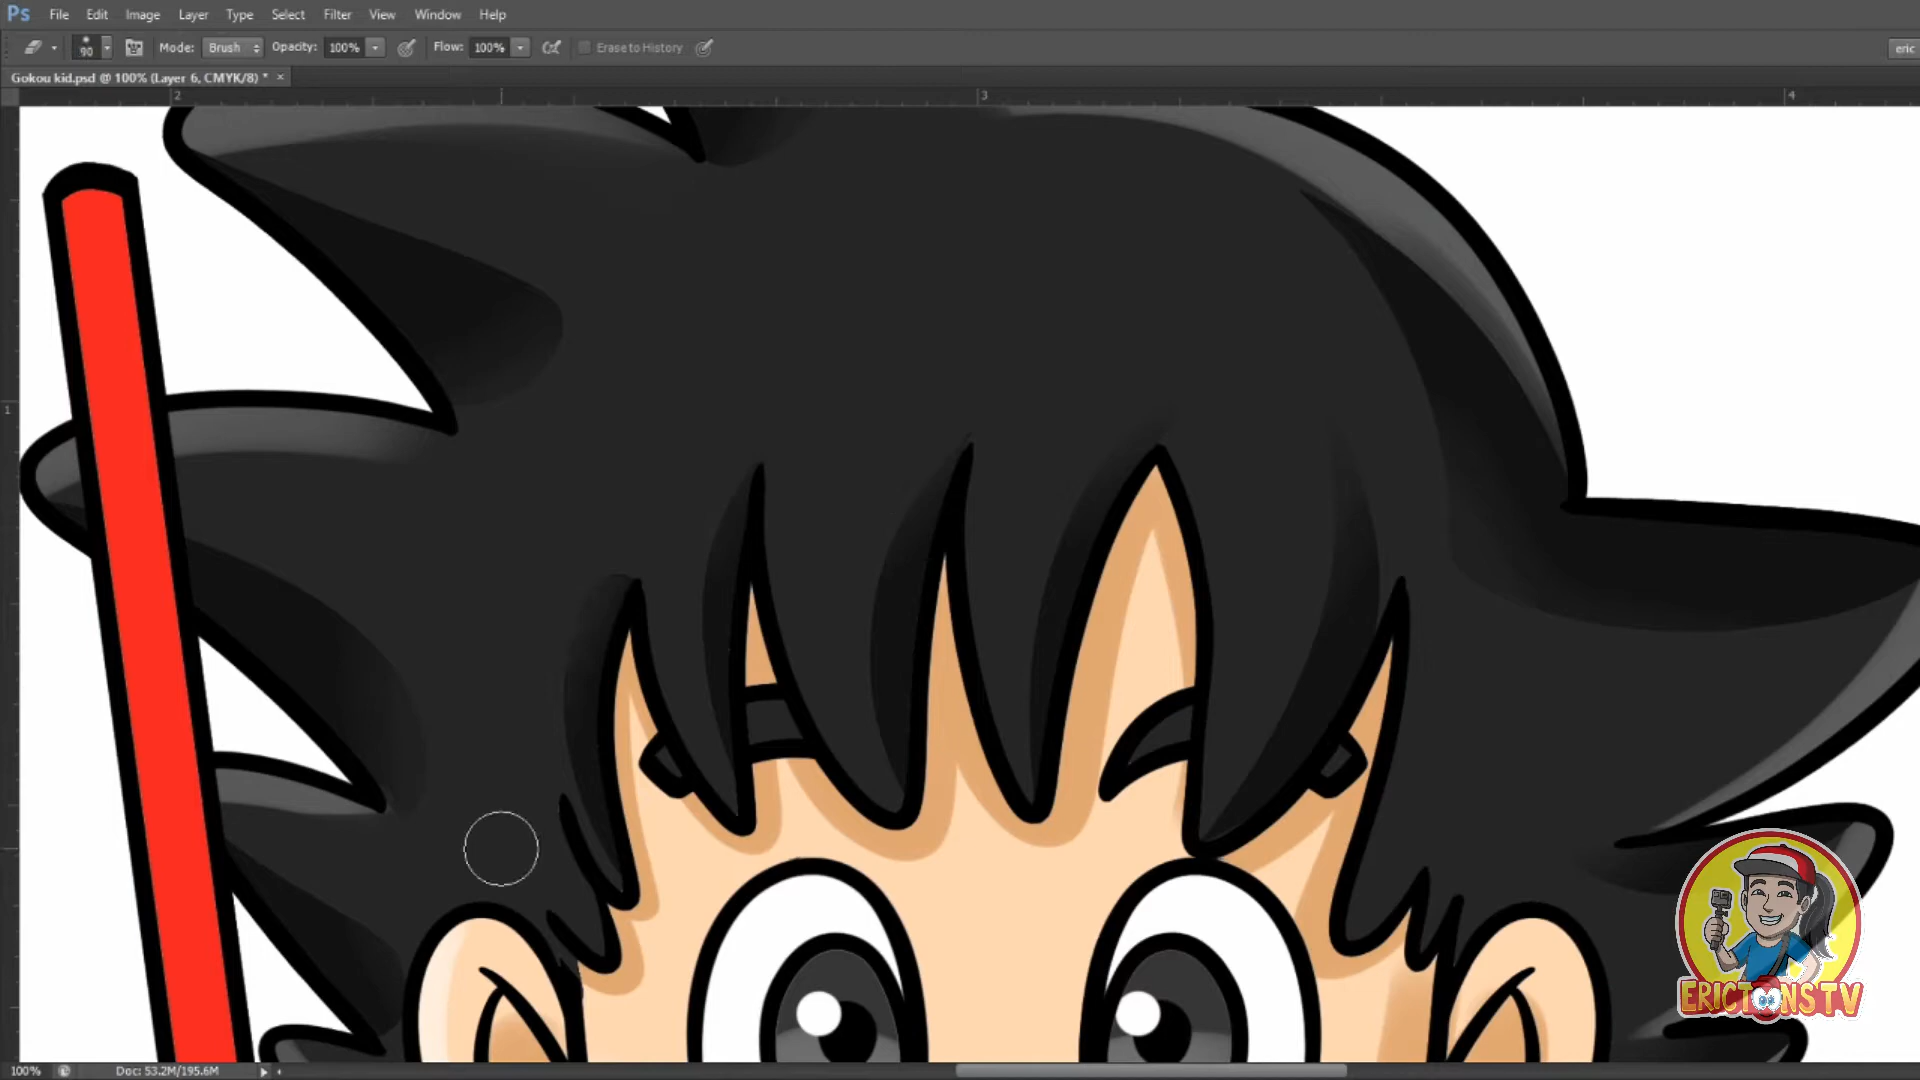 Ps File Edit Image Layer Type Select Filter View Window Help
90 Mode: Brush Opacity: 100% Flow: 100% Erase to History eric
Gokou kid.psd @ 100% (Layer 6, CMYK/8) * ×
2 3 4
1
ERICTOONSTV
100% Doc: 53.2M/195.6M